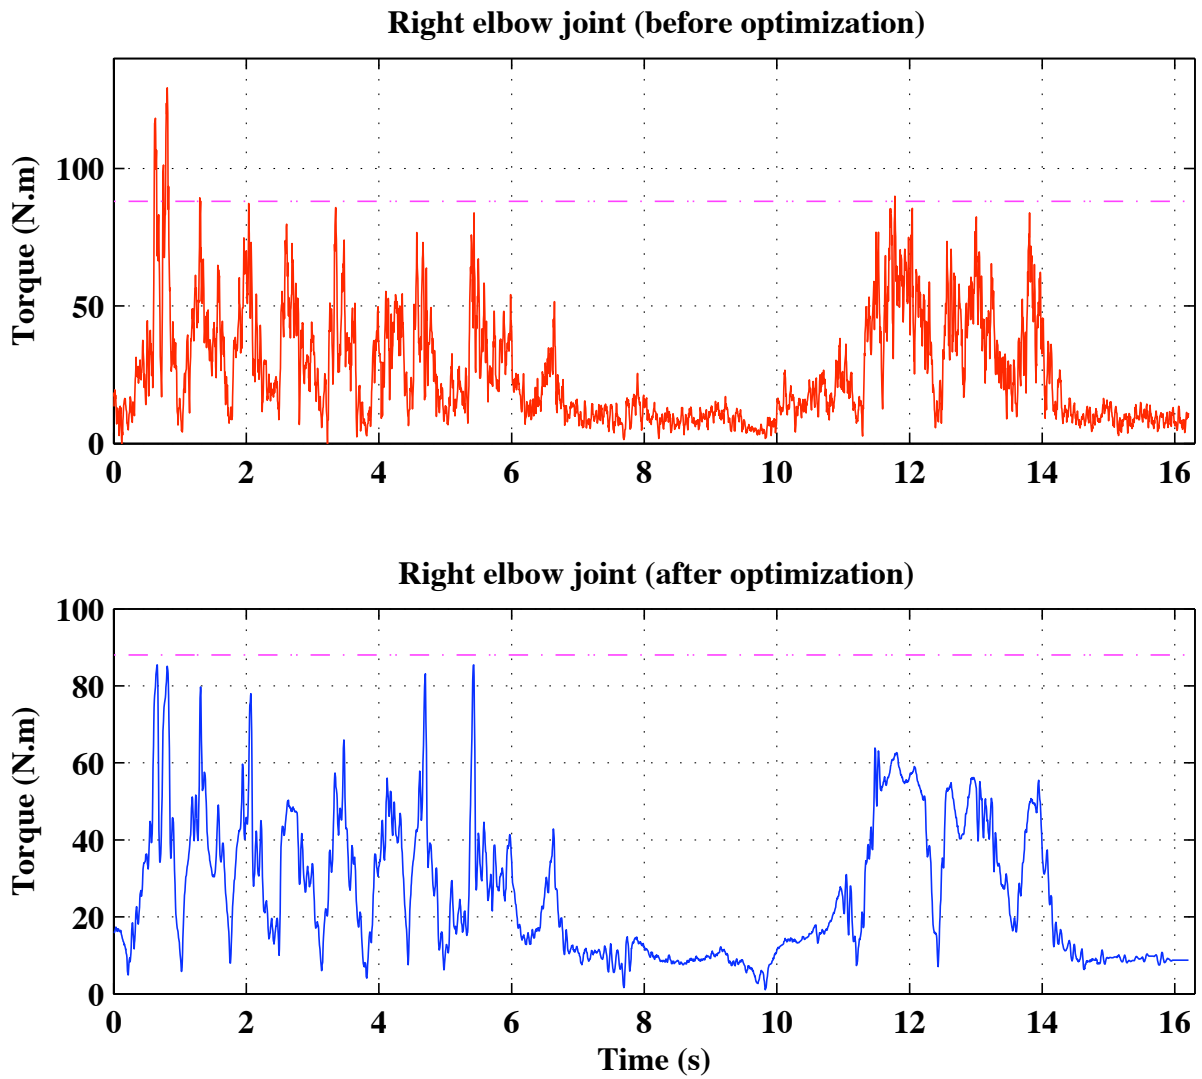 Right elbow joint (before optimization)
Torque (N.m)
100
50
0
0 2 4 6 8 10 12 14 16
Right elbow joint (after optimization)
Torque (N.m)
100
80
60
40
20
0
0 2 4 6 8 10 12 14 16
Time (s)